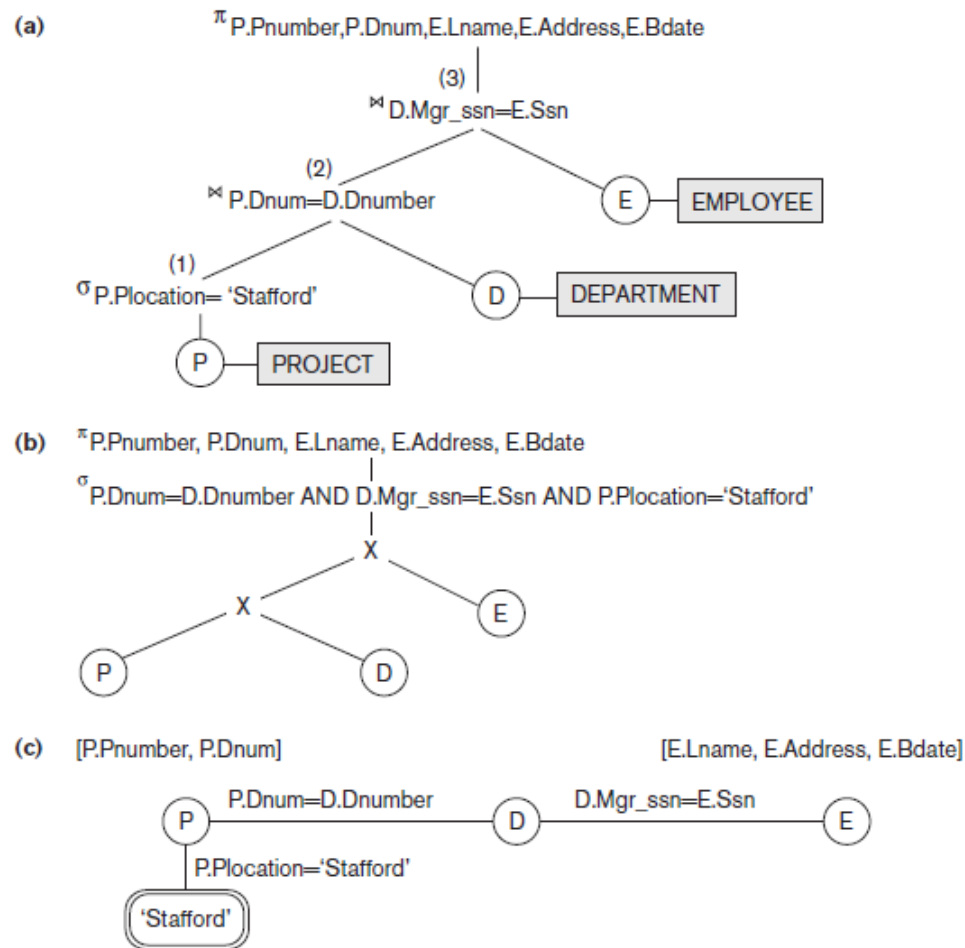 (a) π P.Pnumber,P.Dnum,E.Lname,E.Address,E.Bdate
(3)
⋈ D.Mgr_ssn=E.Ssn
(2)
⋈ P.Dnum=D.Dnumber
E EMPLOYEE
(1)
σ P.Plocation= ‘Stafford’
D DEPARTMENT
P PROJECT
(b) π P.Pnumber, P.Dnum, E.Lname, E.Address, E.Bdate
σ P.Dnum=D.Dnumber AND D.Mgr_ssn=E.Ssn AND P.Plocation=‘Stafford’
X
X
E
P D
(c) [P.Pnumber, P.Dnum] [E.Lname, E.Address, E.Bdate]
P.Dnum=D.Dnumber D.Mgr_ssn=E.Ssn
P D E
P.Plocation=‘Stafford’
‘Stafford’